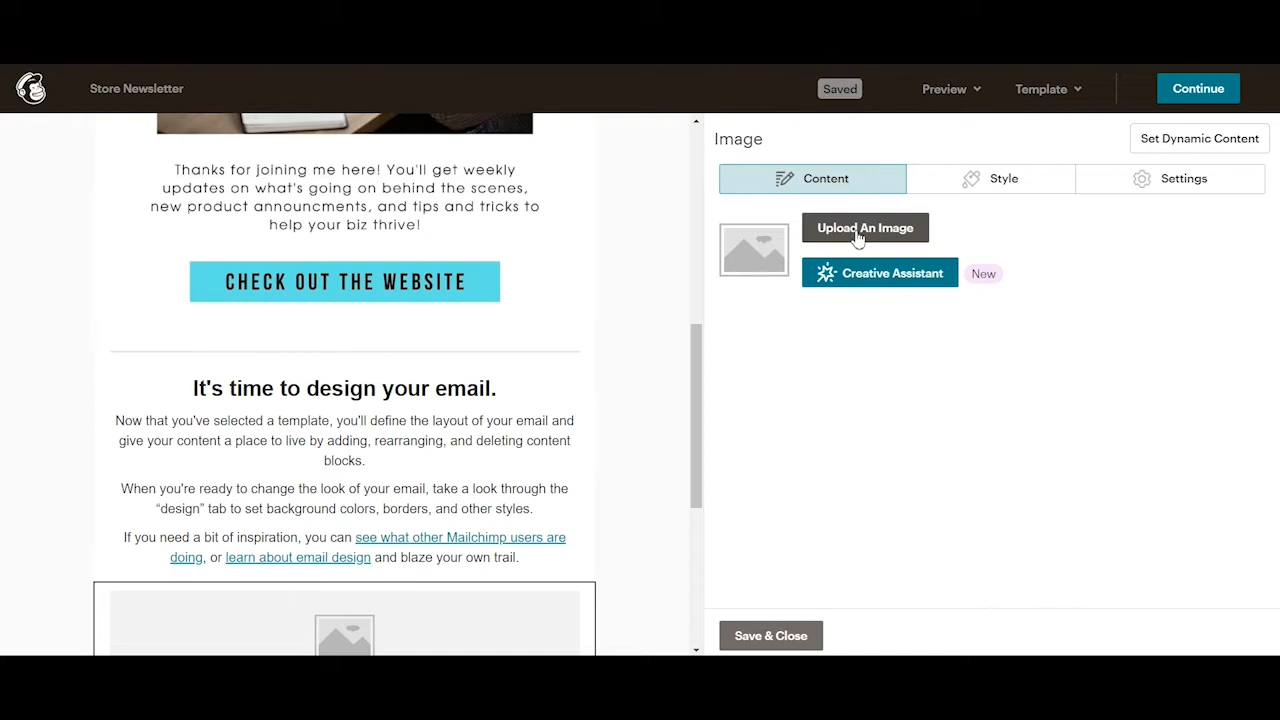 Store Newsletter
Saved
Preview
Template
Continue
Thanks for joining me here! You'll get weekly
updates on what's going on behind the scenes,
new product announcments, and tips and tricks to
help your biz thrive!
CHECK OUT THE WEBSITE
It's time to design your email.
Now that you've selected a template, you'll define the layout of your email and
give your content a place to live by adding, rearranging, and deleting content
blocks.
When you're ready to change the look of your email, take a look through the
“design” tab to set background colors, borders, and other styles.
If you need a bit of inspiration, you can see what other Mailchimp users are
doing, or learn about email design and blaze your own trail.
Image
Set Dynamic Content
Content
Style
Settings
Upload An Image
Creative Assistant
New
Save & Close